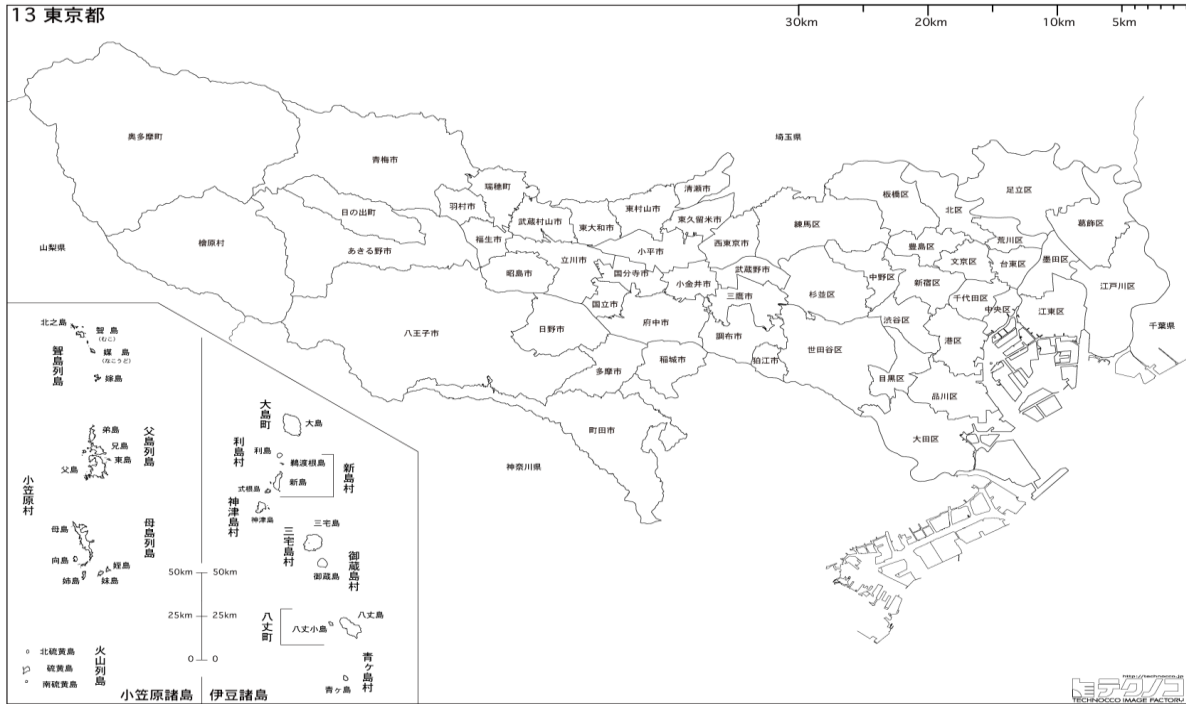 13 東京都
30km
20km
10km
5km
奥多摩町
埼玉県
青梅市
瑞穂町
清瀬市
板橋区
足立区
羽村市
武蔵村山市
東大和市
東村山市
東久留米市
練馬区
北区
葛飾区
日の出町
福生市
西東京市
豊島区
荒川区
山梨県
檜原村
あきる野市
昭島市
立川市
小平市
国分寺市
小金井市
武蔵野市
三鷹市
杉並区
中野区
新宿区
文京区
台東区
墨田区
江戸川区
千代田区
中央区
江東区
八王子市
日野市
国立市
府中市
調布市
狛江市
世田谷区
渋谷区
港区
千葉県
多摩市
稲城市
目黒区
品川区
町田市
大田区
神奈川県
北之島
聟島
(むこ)
媒島
(なこうど)
嫁島
聟島列島
弟島
兄島
東島
父島
父島列島
小笠原村
母島
向島
姉島
妹島
姪島
母島列島
50km
25km
0
北硫黄島
硫黄島
南硫黄島
火山列島
小笠原諸島
大島町
大島
利島村
利島
鵜渡根島
新島
式根島
新島村
神津島村
神津島
三宅島村
三宅島
御蔵島
御蔵島村
50km
25km
0
八丈町
八丈小島
八丈島
青ヶ島村
青ヶ島
伊豆諸島
http://technocco.jp
テクノコ
TECHNOCCO IMAGE FACTORY